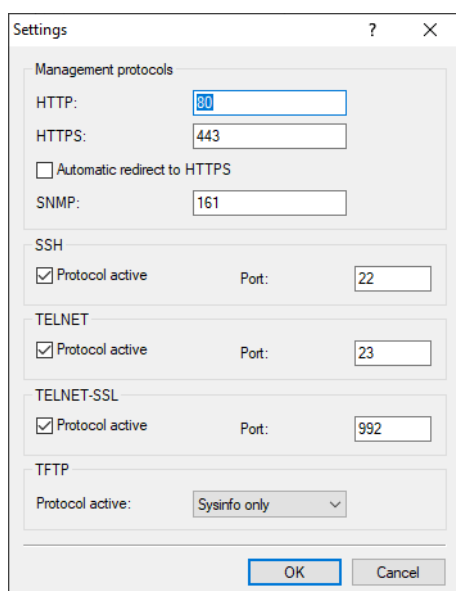 Settings ?
Management protocols
HTTP: 80
HTTPS: 443
Automatic redirect to HTTPS
SNMP: 161
SSH
Protocol active Port: 22
TELNET
Protocol active Port: 23
TELNET-SSL
Protocol active Port: 992
TFTP
Protocol active: Sysinfo only
OK Cancel